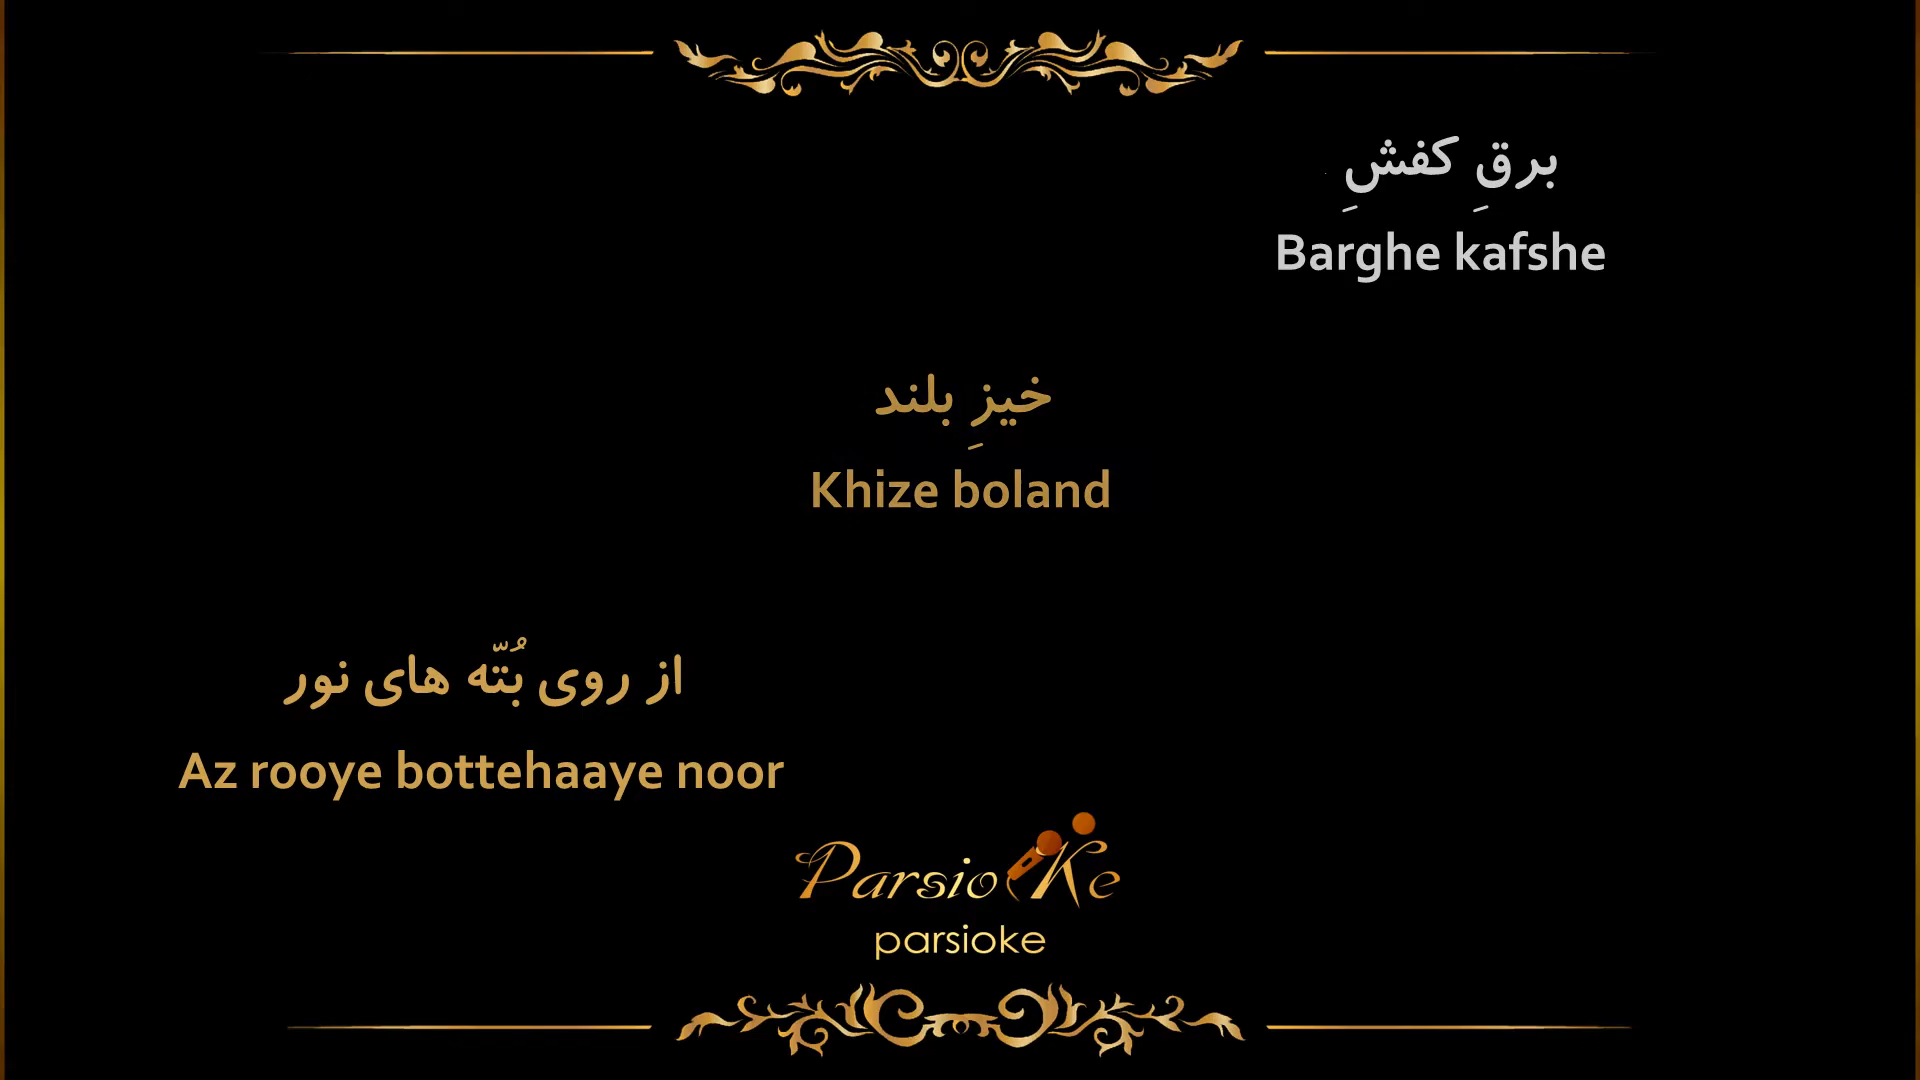 برقِ کفشِ
Barghe kafshe
خیزِ بلند
Khize boland
از روی بُتّه های نور
Az rooye bottehaaye noor
ParsioKe
parsioke